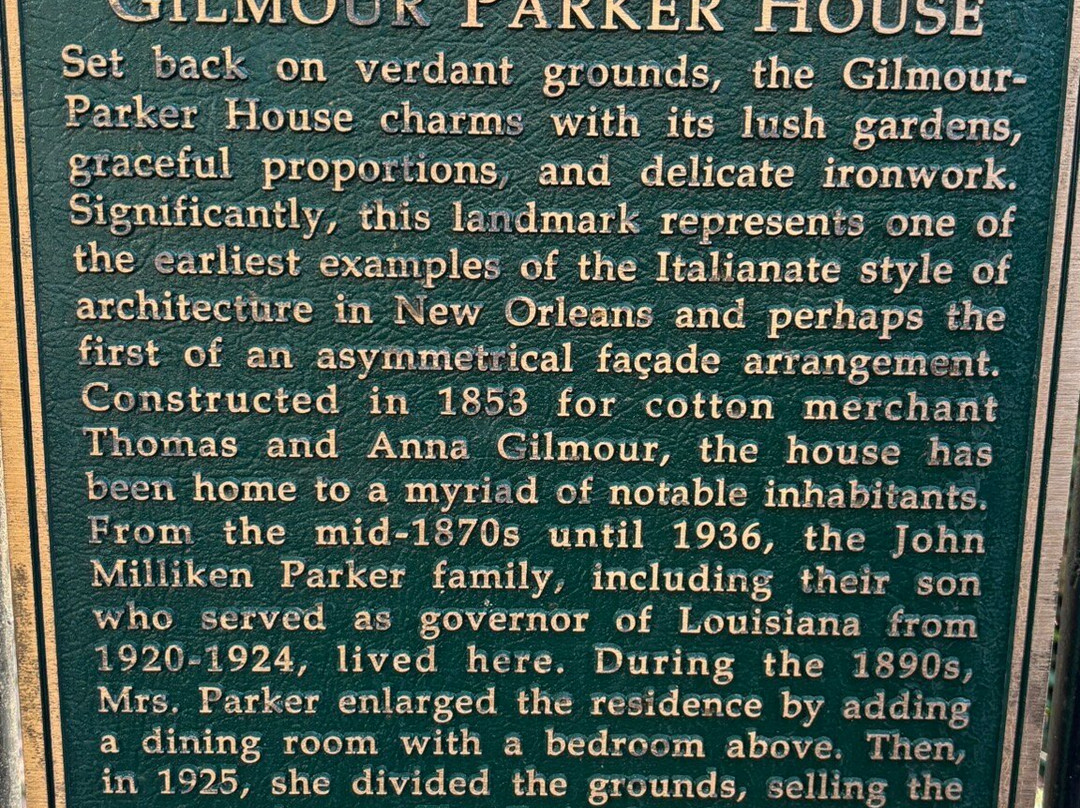 GILMOUR PARKER HOUSE
Set back on verdant grounds, the Gilmour-
Parker House charms with its lush gardens,
graceful proportions, and delicate ironwork.
Significantly, this landmark represents one of
the earliest examples of the Italianate style of
architecture in New Orleans and perhaps the
first of an asymmetrical façade arrangement.
Constructed in 1853 for cotton merchant
Thomas and Anna Gilmour, the house has
been home to a myriad of notable inhabitants.
From the mid-1870s until 1936, the John
Milliken Parker family, including their son
who served as governor of Louisiana from
1920-1924, lived here. During the 1890s,
Mrs. Parker enlarged the residence by adding
a dining room with a bedroom above. Then,
in 1925, she divided the grounds, selling the